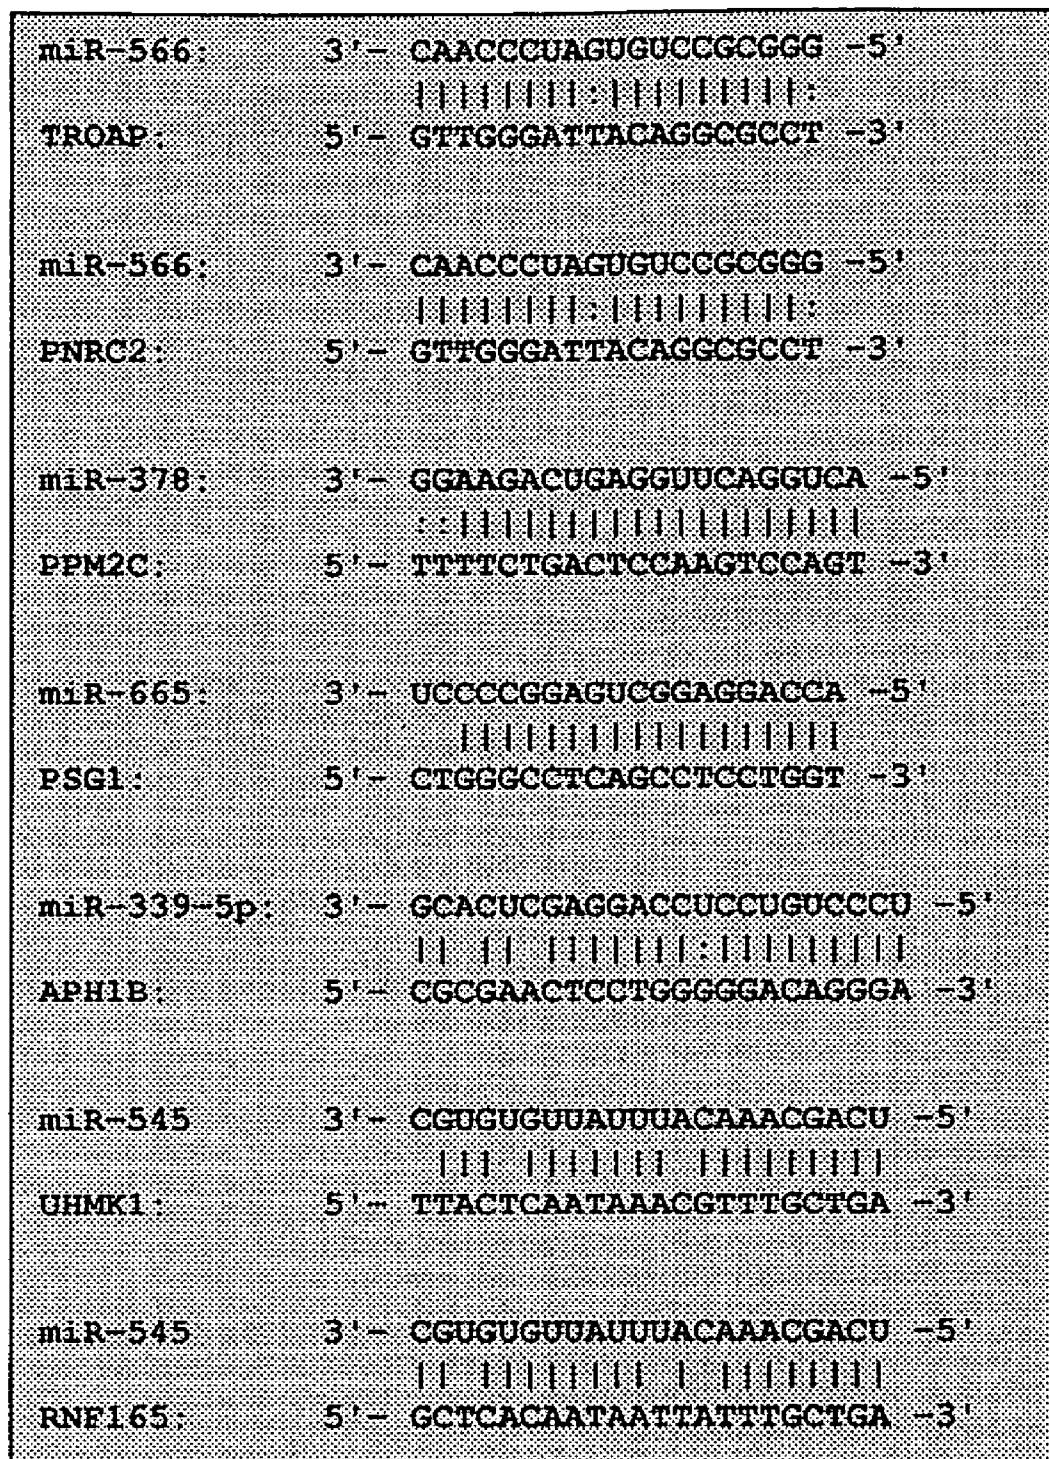 miR-566: 3'- CAACCCUAGUGUCCGCGGG -5'
||||||||:|||||||||:
TROAP: 5'- GTTGGGATTACAGGCGCCT -3'
miR-566: 3'- CAACCCUAGUGUCCGCGGG -5'
||||||||:|||||||||:
PNRC2: 5'- GTTGGGATTACAGGCGCCT -3'
miR-378: 3'- GGAAGACUGAGGUUCAGGUCA -5'
::|||||||||||||||||||
PPM2C: 5'- TTTTCTGACTCCAAGTCCAGT -3'
miR-665: 3'- UCCCCGGAGUCGGAGGACCA -5'
||||||||||||||||||
PSG1: 5'- CTGGGCCTCAGCCTCCTGGT -3'
miR-339-5p: 3'- GCACUCGAGGACCUCCUGUCCCU -5'
|| || |||||||:|||||||||
APH1B: 5'- CGCGAACTCCTGGGGGACAGGGA -3'
miR-545 3'- CGUGUGUUAUUUACAAACGACU -5'
||| ||||||| |||||||||
UHMK1: 5'- TTACTCAATAAACGTTTGCTGA -3'
miR-545 3'- CGUGUGUUAUUUACAAACGACU -5'
|| |||||||| | ||||||||
RNF165: 5'- GCTCACAATAATTATTTGCTGA -3'